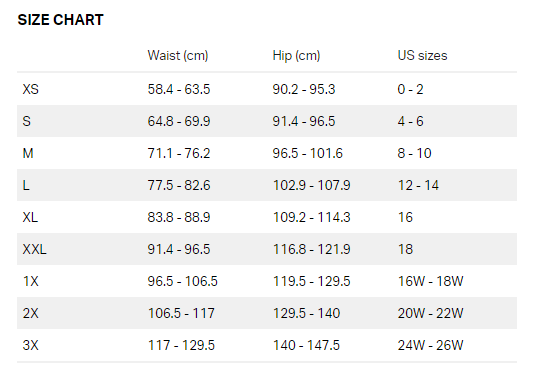 SIZE CHART
Waist (cm) Hip (cm) US sizes
XS 58.4 - 63.5 90.2 - 95.3 0 - 2
S 64.8 - 69.9 91.4 - 96.5 4 - 6
M 71.1 - 76.2 96.5 - 101.6 8 - 10
L 77.5 - 82.6 102.9 - 107.9 12 - 14
XL 83.8 - 88.9 109.2 - 114.3 16
XXL 91.4 - 96.5 116.8 - 121.9 18
1X 96.5 - 106.5 119.5 - 129.5 16W - 18W
2X 106.5 - 117 129.5 - 140 20W - 22W
3X 117 - 129.5 140 - 147.5 24W - 26W